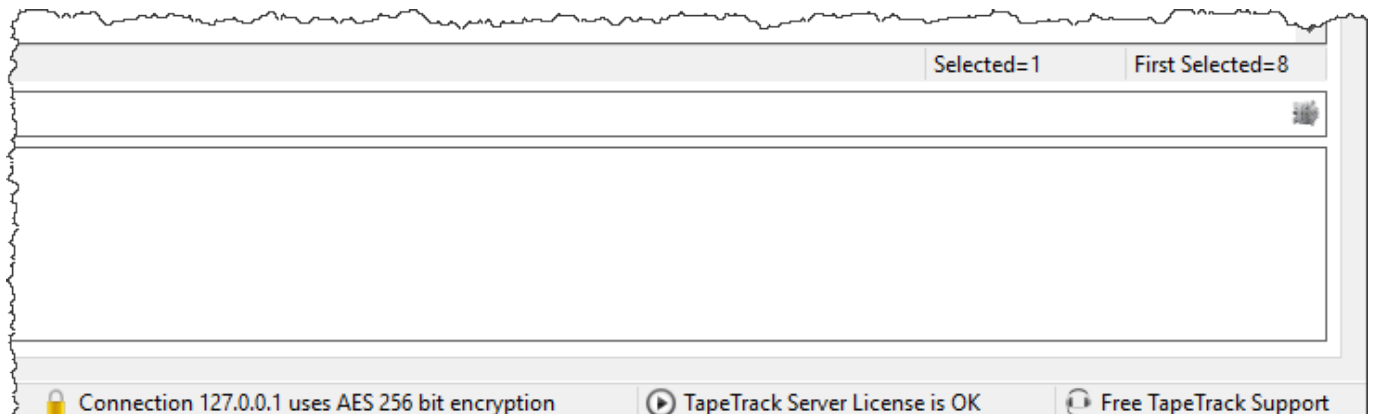 Selected=1 First Selected=8
Connection 127.0.0.1 uses AES 256 bit encryption TapeTrack Server License is OK Free TapeTrack Support